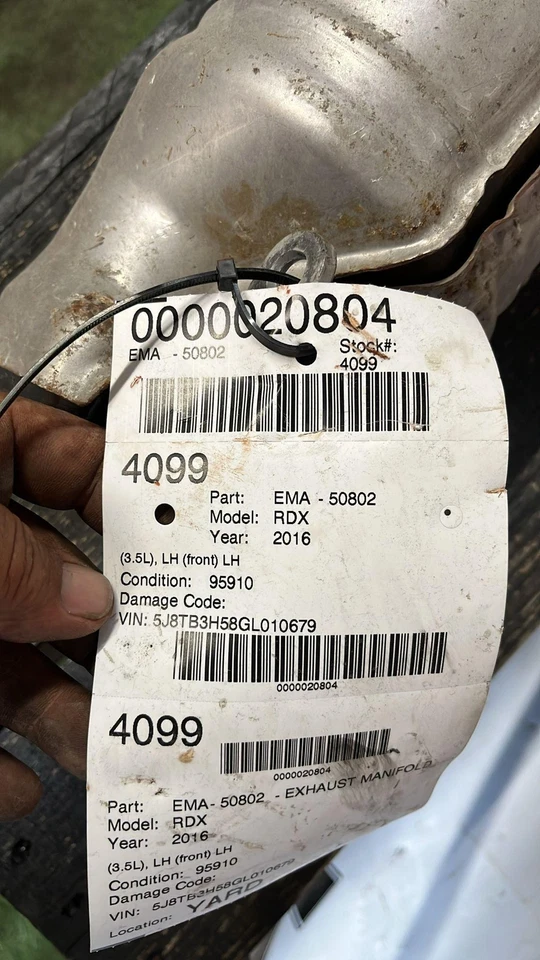 0000020804
EMA - 50802
Stock#:
4099
4099
Part: EMA - 50802
Model: RDX
Year: 2016
(3.5L), LH (front) LH
Condition: 95910
Damage Code:
VIN: 5J8TB3H58GL010679
0000020804
4099
0000020804
Part: EMA- 50802 - EXHAUST MANIFOLD
Model: RDX
Year: 2016
(3.5L), LH (front) LH
Condition: 95910
Damage Code:
VIN: 5J8TB3H58GL010679
Location: YARD